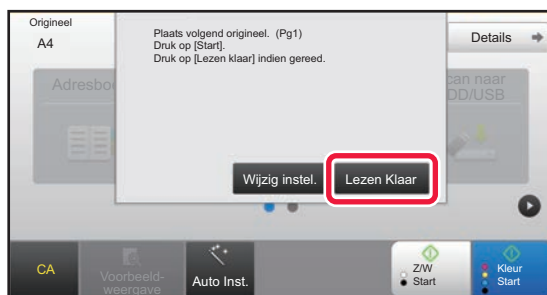 Origineel
A4
Plaats volgend origineel. (Pg1)
Druk op [Start].
Druk op [Lezen klaar] indien gereed.
Details
Adresboe
can naar
DD/USB
Wijzig instel.
Lezen Klaar
CA
Voorbeeld-
weergave
Auto Inst.
Z/W
Start
Kleur
Start